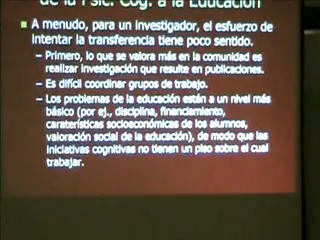 de la Psic. Cog. a la Educación
A menudo, para un investigador, el esfuerzo de
intentar la transferencia tiene poco sentido.
– Primero, lo que se valora más en la comunidad es
realizar investigación que resulte en publicaciones.
– Es difícil coordinar grupos de trabajo.
– Los problemas de la educación están a un nivel más
básico (por ej., disciplina, financiamiento,
caraterísticas socioeconómicas de los alumnos,
valoración social de la educación), de modo que las
iniciativas cognitivas no tienen un piso sobre el cual
trabajar.